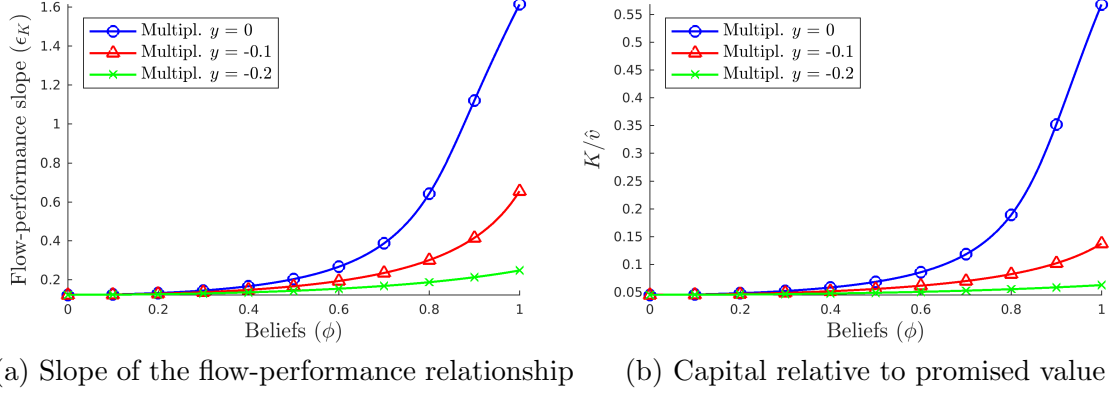 Flow-performance slope (ϵ_K)
1.6
1.4
1.2
1
0.8
0.6
0.4
0.2
Multipl. y = 0
Multipl. y = -0.1
Multipl. y = -0.2
0 0.2 0.4 0.6 0.8 1
Beliefs (ϕ)
(a) Slope of the flow-performance relationship
K/v̂
0.55
0.5
0.45
0.4
0.35
0.3
0.25
0.2
0.15
0.1
0.05
Multipl. y = 0
Multipl. y = -0.1
Multipl. y = -0.2
0 0.2 0.4 0.6 0.8 1
Beliefs (ϕ)
(b) Capital relative to promised value